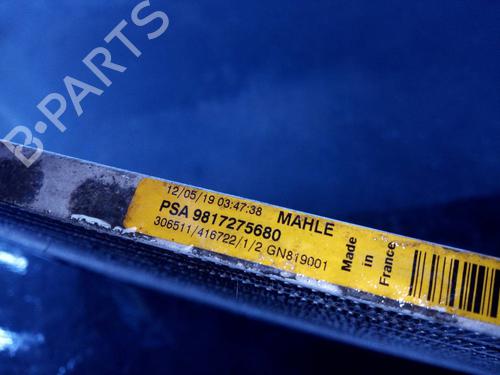 B-PARTS
12/05/19 03:47:38 MAHLE
PSA 9817275680
306511/416722/1/2 GN819001
Made
in
France